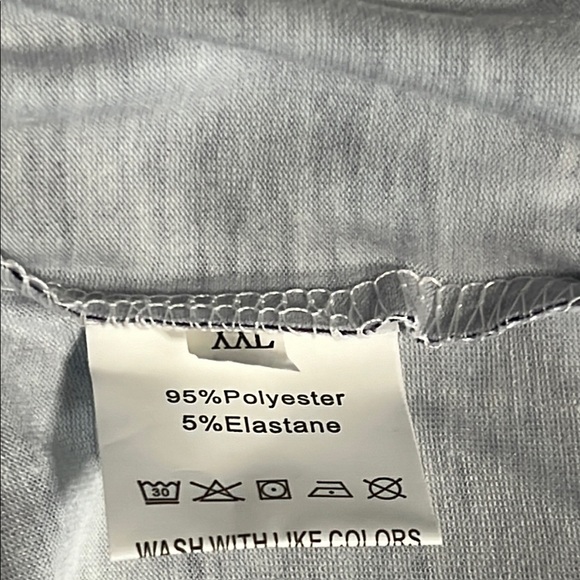 XXL
95%Polyester
5%Elastane
30
WASH WITH LIKE COLORS